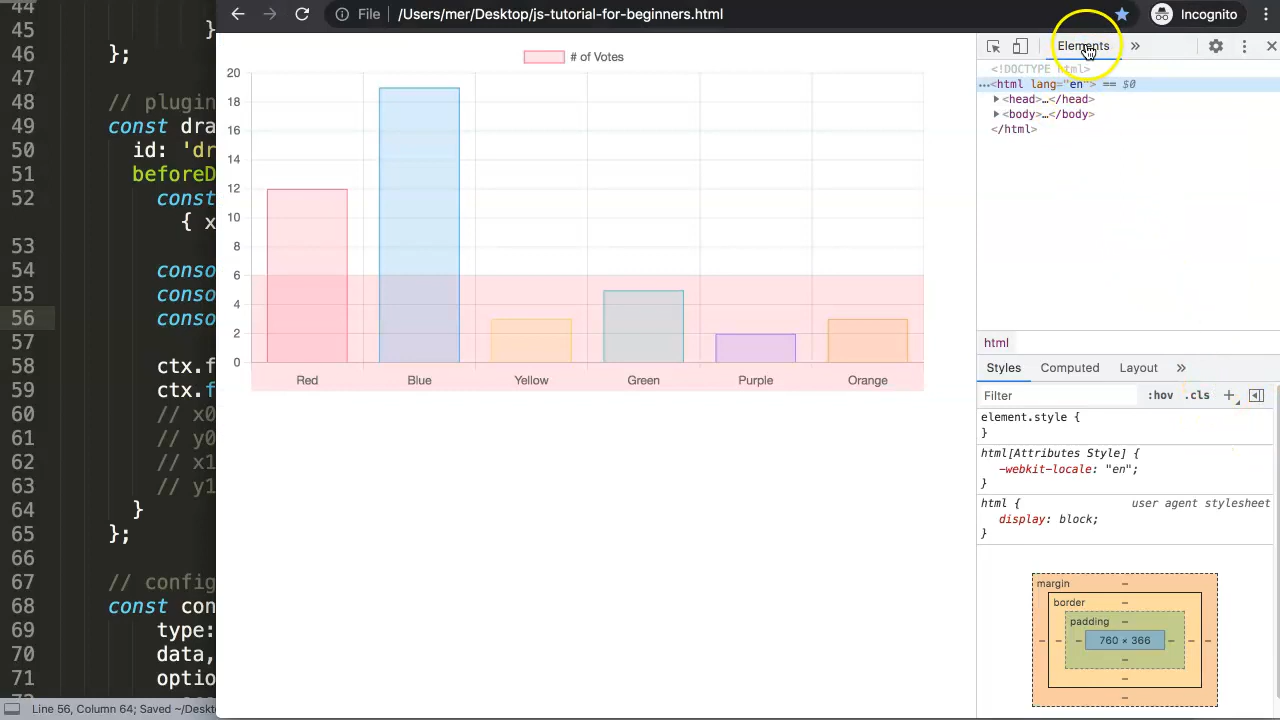 44
45 }
46 };
47
48 // plugin
49 const dra
50 id: 'dr
51 beforeD
52 const
{ x
53
54 conso
55 conso
56 conso
57
58 ctx.f
59 ctx.f
60 // x0
61 // y0
62 // x1
63 // y1
64 }
65 };
66
67 // config
68 const con
69 type:
70 data,
71 optio
Line 56, Column 64; Saved ~/Deskt
File /Users/mer/Desktop/js-tutorial-for-beginners.html
Incognito
# of Votes
20
18
16
14
12
10
8
6
4
2
0
Red Blue Yellow Green Purple Orange
Elements »
<!DOCTYPE html>
…<html lang="en"> == $0
<head>…</head>
<body>…</body>
</html>
html
Styles Computed Layout »
Filter :hov .cls +
element.style {
}
html[Attributes Style] {
-webkit-locale: "en";
}
html { user agent stylesheet
display: block;
}
margin –
border –
padding –
– – – 760 × 366 – – –
–
–
–